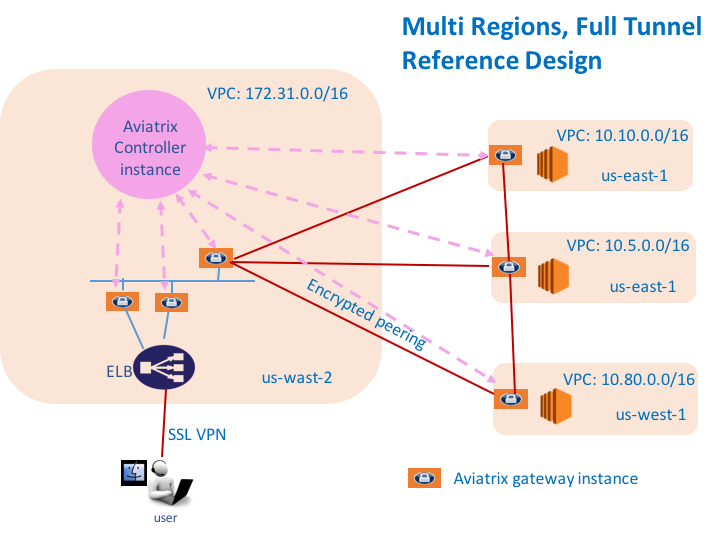 Multi Regions, Full Tunnel
Reference Design
VPC: 172.31.0.0/16
Aviatrix
Controller
instance
VPC: 10.10.0.0/16
us-east-1
VPC: 10.5.0.0/16
us-east-1
Encrypted peering
ELB
us-wast-2
VPC: 10.80.0.0/16
us-west-1
SSL VPN
Aviatrix gateway instance
user